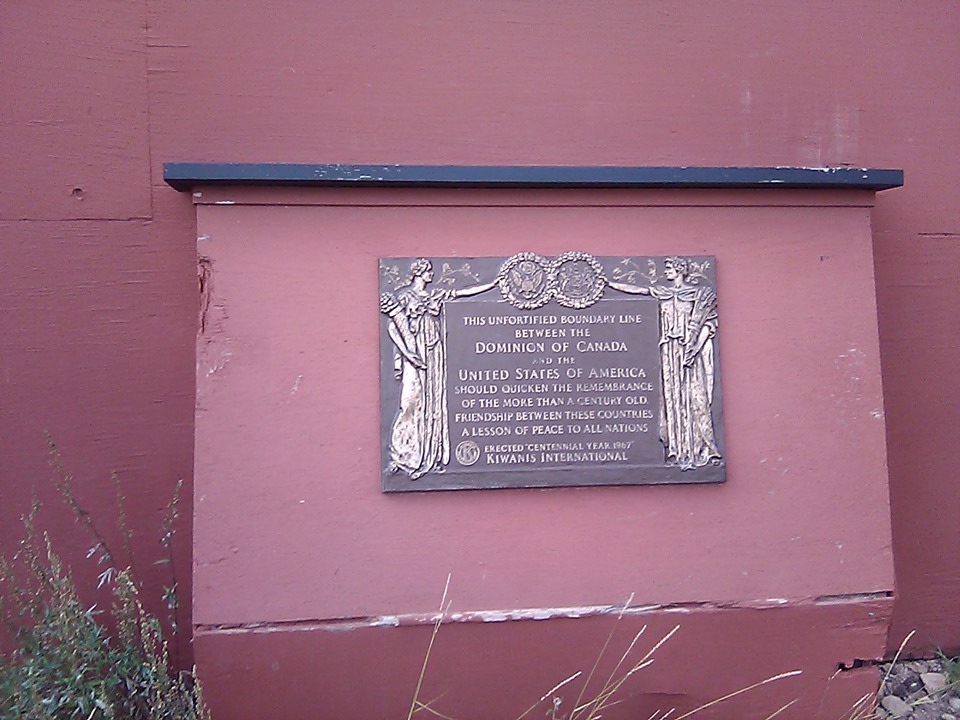 THIS UNFORTIFIED BOUNDARY LINE
BETWEEN THE
DOMINION OF CANADA
AND THE
UNITED STATES OF AMERICA
SHOULD QUICKEN THE REMEMBRANCE
OF THE MORE THAN A CENTURY OLD
FRIENDSHIP BETWEEN THESE COUNTRIES
A LESSON OF PEACE TO ALL NATIONS
ERECTED "CENTENNIAL YEAR 1967"
KIWANIS INTERNATIONAL